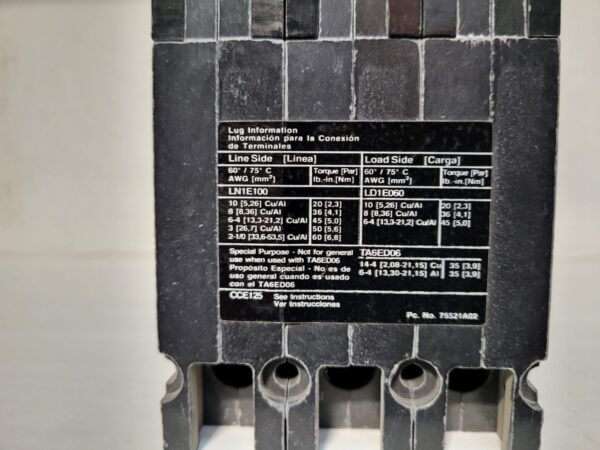 Lug Information
Información para la Conexión
de Terminales
Line Side [Linea] Load Side [Carga]
60° / 75° C Torque [Par] 60° / 75° C Torque [Par]
AWG [mm²] lb.-in.[Nm] AWG [mm²] lb.-in.[Nm]
LN1E100 LD1E060
10 [5,26] Cu/Al 20 [2,3] 10 [5,26] Cu/Al 20 [2,3]
8 [8,36] Cu/Al 36 [4,1] 8 [8,36] Cu/Al 36 [4,1]
6-4 [13,3-21,2] Cu/Al 45 [5,0] 6-4 [13,3-21,2] Cu/Al 45 [5,0]
3 [26,7] Cu/Al 50 [5,6]
2-1/0 [33,6-53,5] Cu/Al 60 [6,8]
Special Purpose - Not for general TA6ED06
use when used with TA6ED06 14-4 [2,08-21,15] Cu 35 [3,9]
Propósito Especial - No es de 6-4 [13,30-21,15] Al 35 [3,9]
uso general cuando es usado
con el TA6ED06
CCE125 See Instructions
Ver Instrucciones
Pc. No. 75521A02